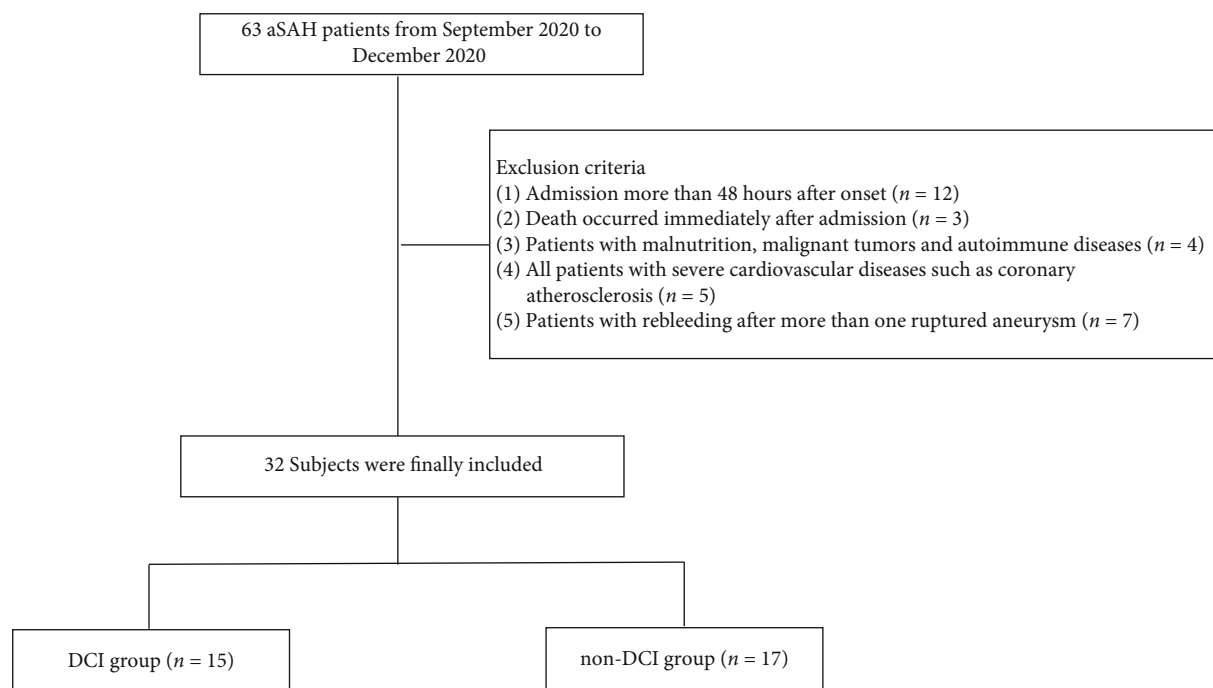 63 aSAH patients from September 2020 to
December 2020
Exclusion criteria
(1) Admission more than 48 hours after onset (n = 12)
(2) Death occurred immediately after admission (n = 3)
(3) Patients with malnutrition, malignant tumors and autoimmune diseases (n = 4)
(4) All patients with severe cardiovascular diseases such as coronary
atherosclerosis (n = 5)
(5) Patients with rebleeding after more than one ruptured aneurysm (n = 7)
32 Subjects were finally included
DCI group (n = 15)
non-DCI group (n = 17)